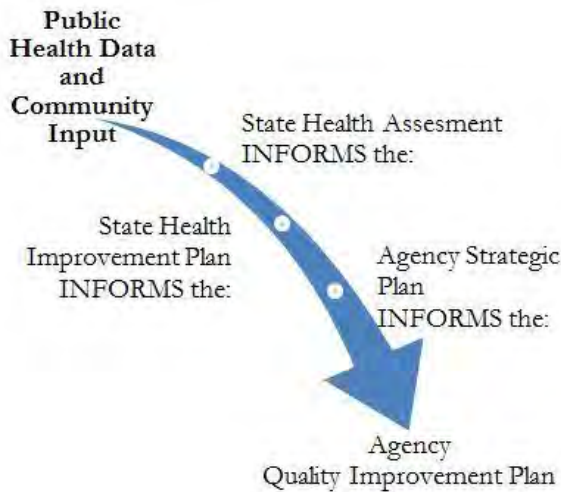 Public
Health Data
and
Community
Input
State Health Assesment
INFORMS the:
State Health
Improvement Plan
INFORMS the:
Agency Strategic
Plan
INFORMS the:
Agency
Quality Improvement Plan